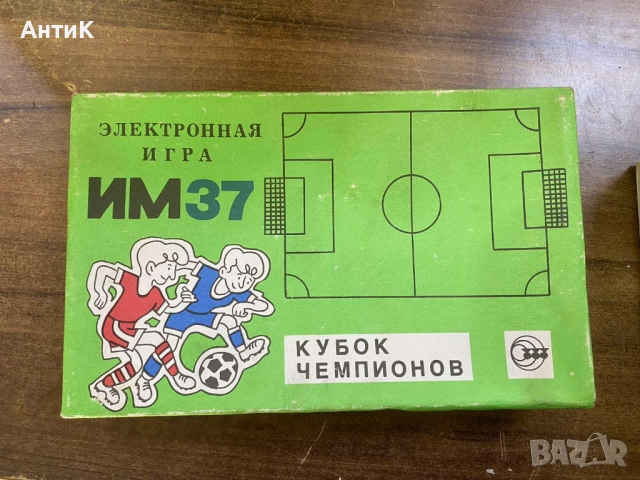 АнтиК
ЭЛЕКТРОННАЯ
ИГРА
ИМ37
КУБОК
ЧЕМПИОНОВ
BAZAR